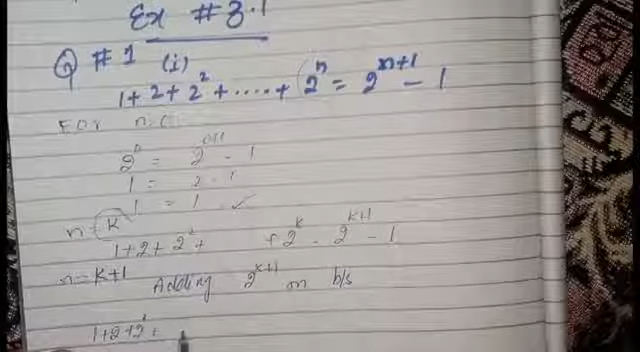 Ex # 3.1
Q # 1 (i)
1+2+2²+....+2ⁿ = 2ⁿ⁺¹ - 1
For n=
2⁰ = 2⁰⁺¹ - 1
1 = 2 - 1
1 = 1 ✓
n=k
1+2+2²+ +2ᵏ = 2ᵏ⁺¹ - 1
n=k+1 Adding 2ᵏ⁺¹ on b/s
1+2+2²+